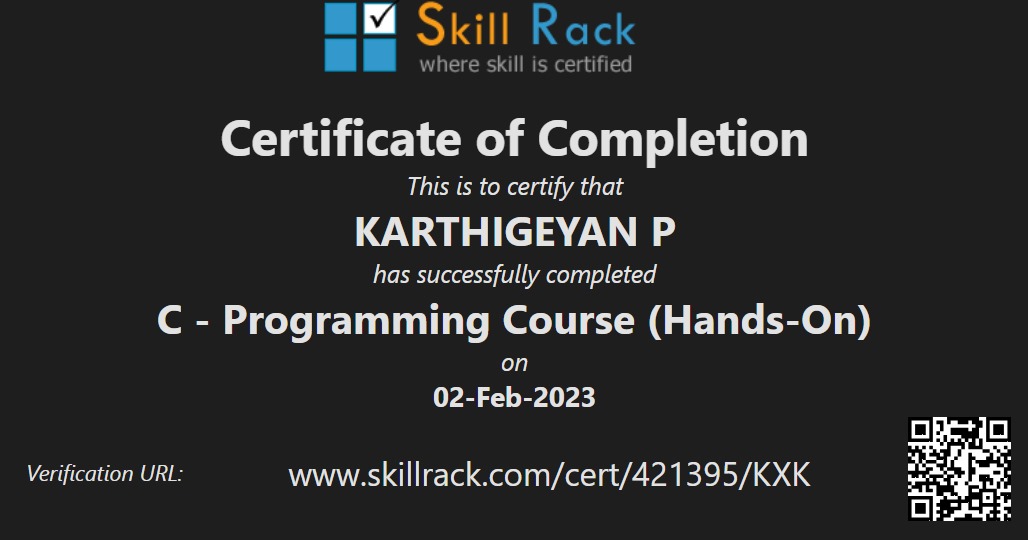 Skill Rack
where skill is certified
Certificate of Completion
This is to certify that
KARTHIGEYAN P
has successfully completed
C - Programming Course (Hands-On)
on
02-Feb-2023
Verification URL: www.skillrack.com/cert/421395/KXK